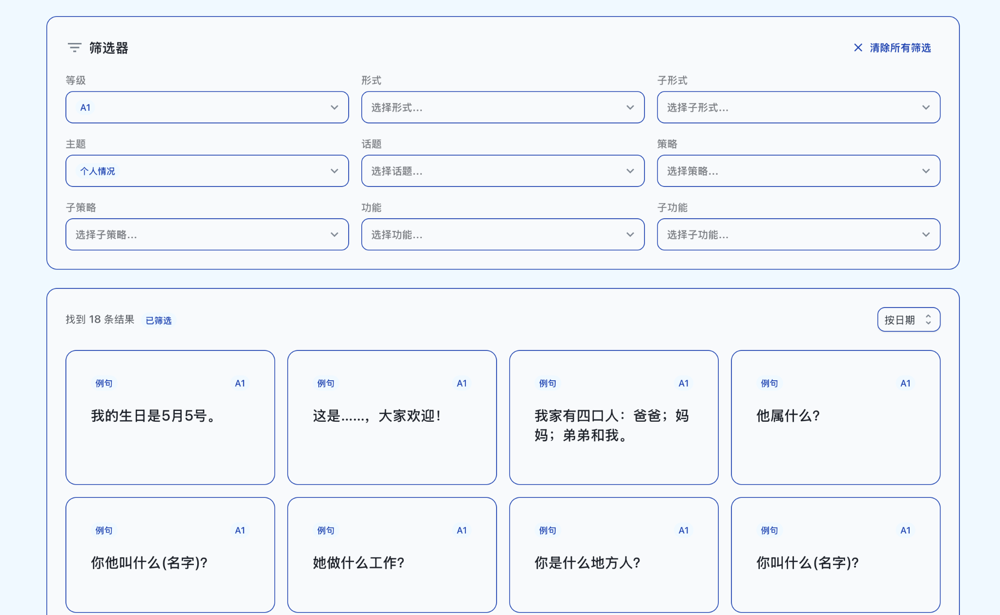 筛选器
清除所有筛选
等级
形式
子形式
A1
选择形式...
选择子形式...
主题
话题
策略
个人情况
选择话题...
选择策略...
子策略
功能
子功能
选择子策略...
选择功能...
选择子功能...
找到 18 条结果 已筛选
按日期
例句 A1
我的生日是5月5号。
例句 A1
这是……，大家欢迎！
例句 A1
我家有四口人：爸爸；妈
妈；弟弟和我。
例句 A1
他属什么?
例句 A1
你他叫什么(名字)?
例句 A1
她做什么工作?
例句 A1
你是什么地方人?
例句 A1
你叫什么(名字)?